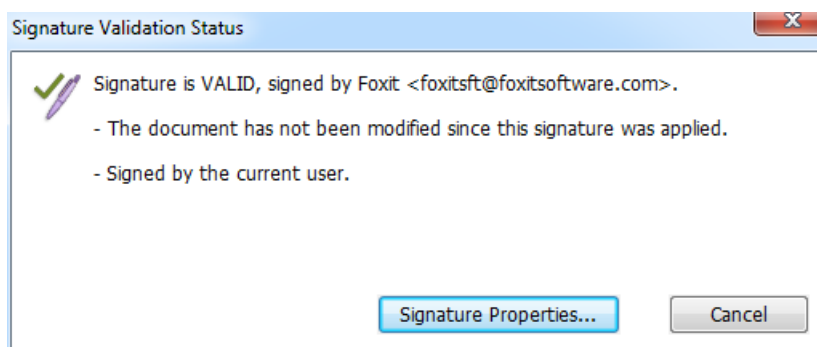 Signature Validation Status
Signature is VALID, signed by Foxit <foxitsft@foxitsoftware.com>.
- The document has not been modified since this signature was applied.
- Signed by the current user.
Signature Properties... Cancel